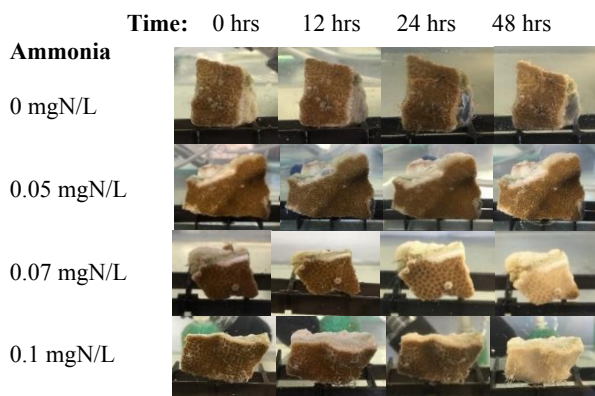 Time: 0 hrs 12 hrs 24 hrs 48 hrs
Ammonia
0 mgN/L
0.05 mgN/L
0.07 mgN/L
0.1 mgN/L